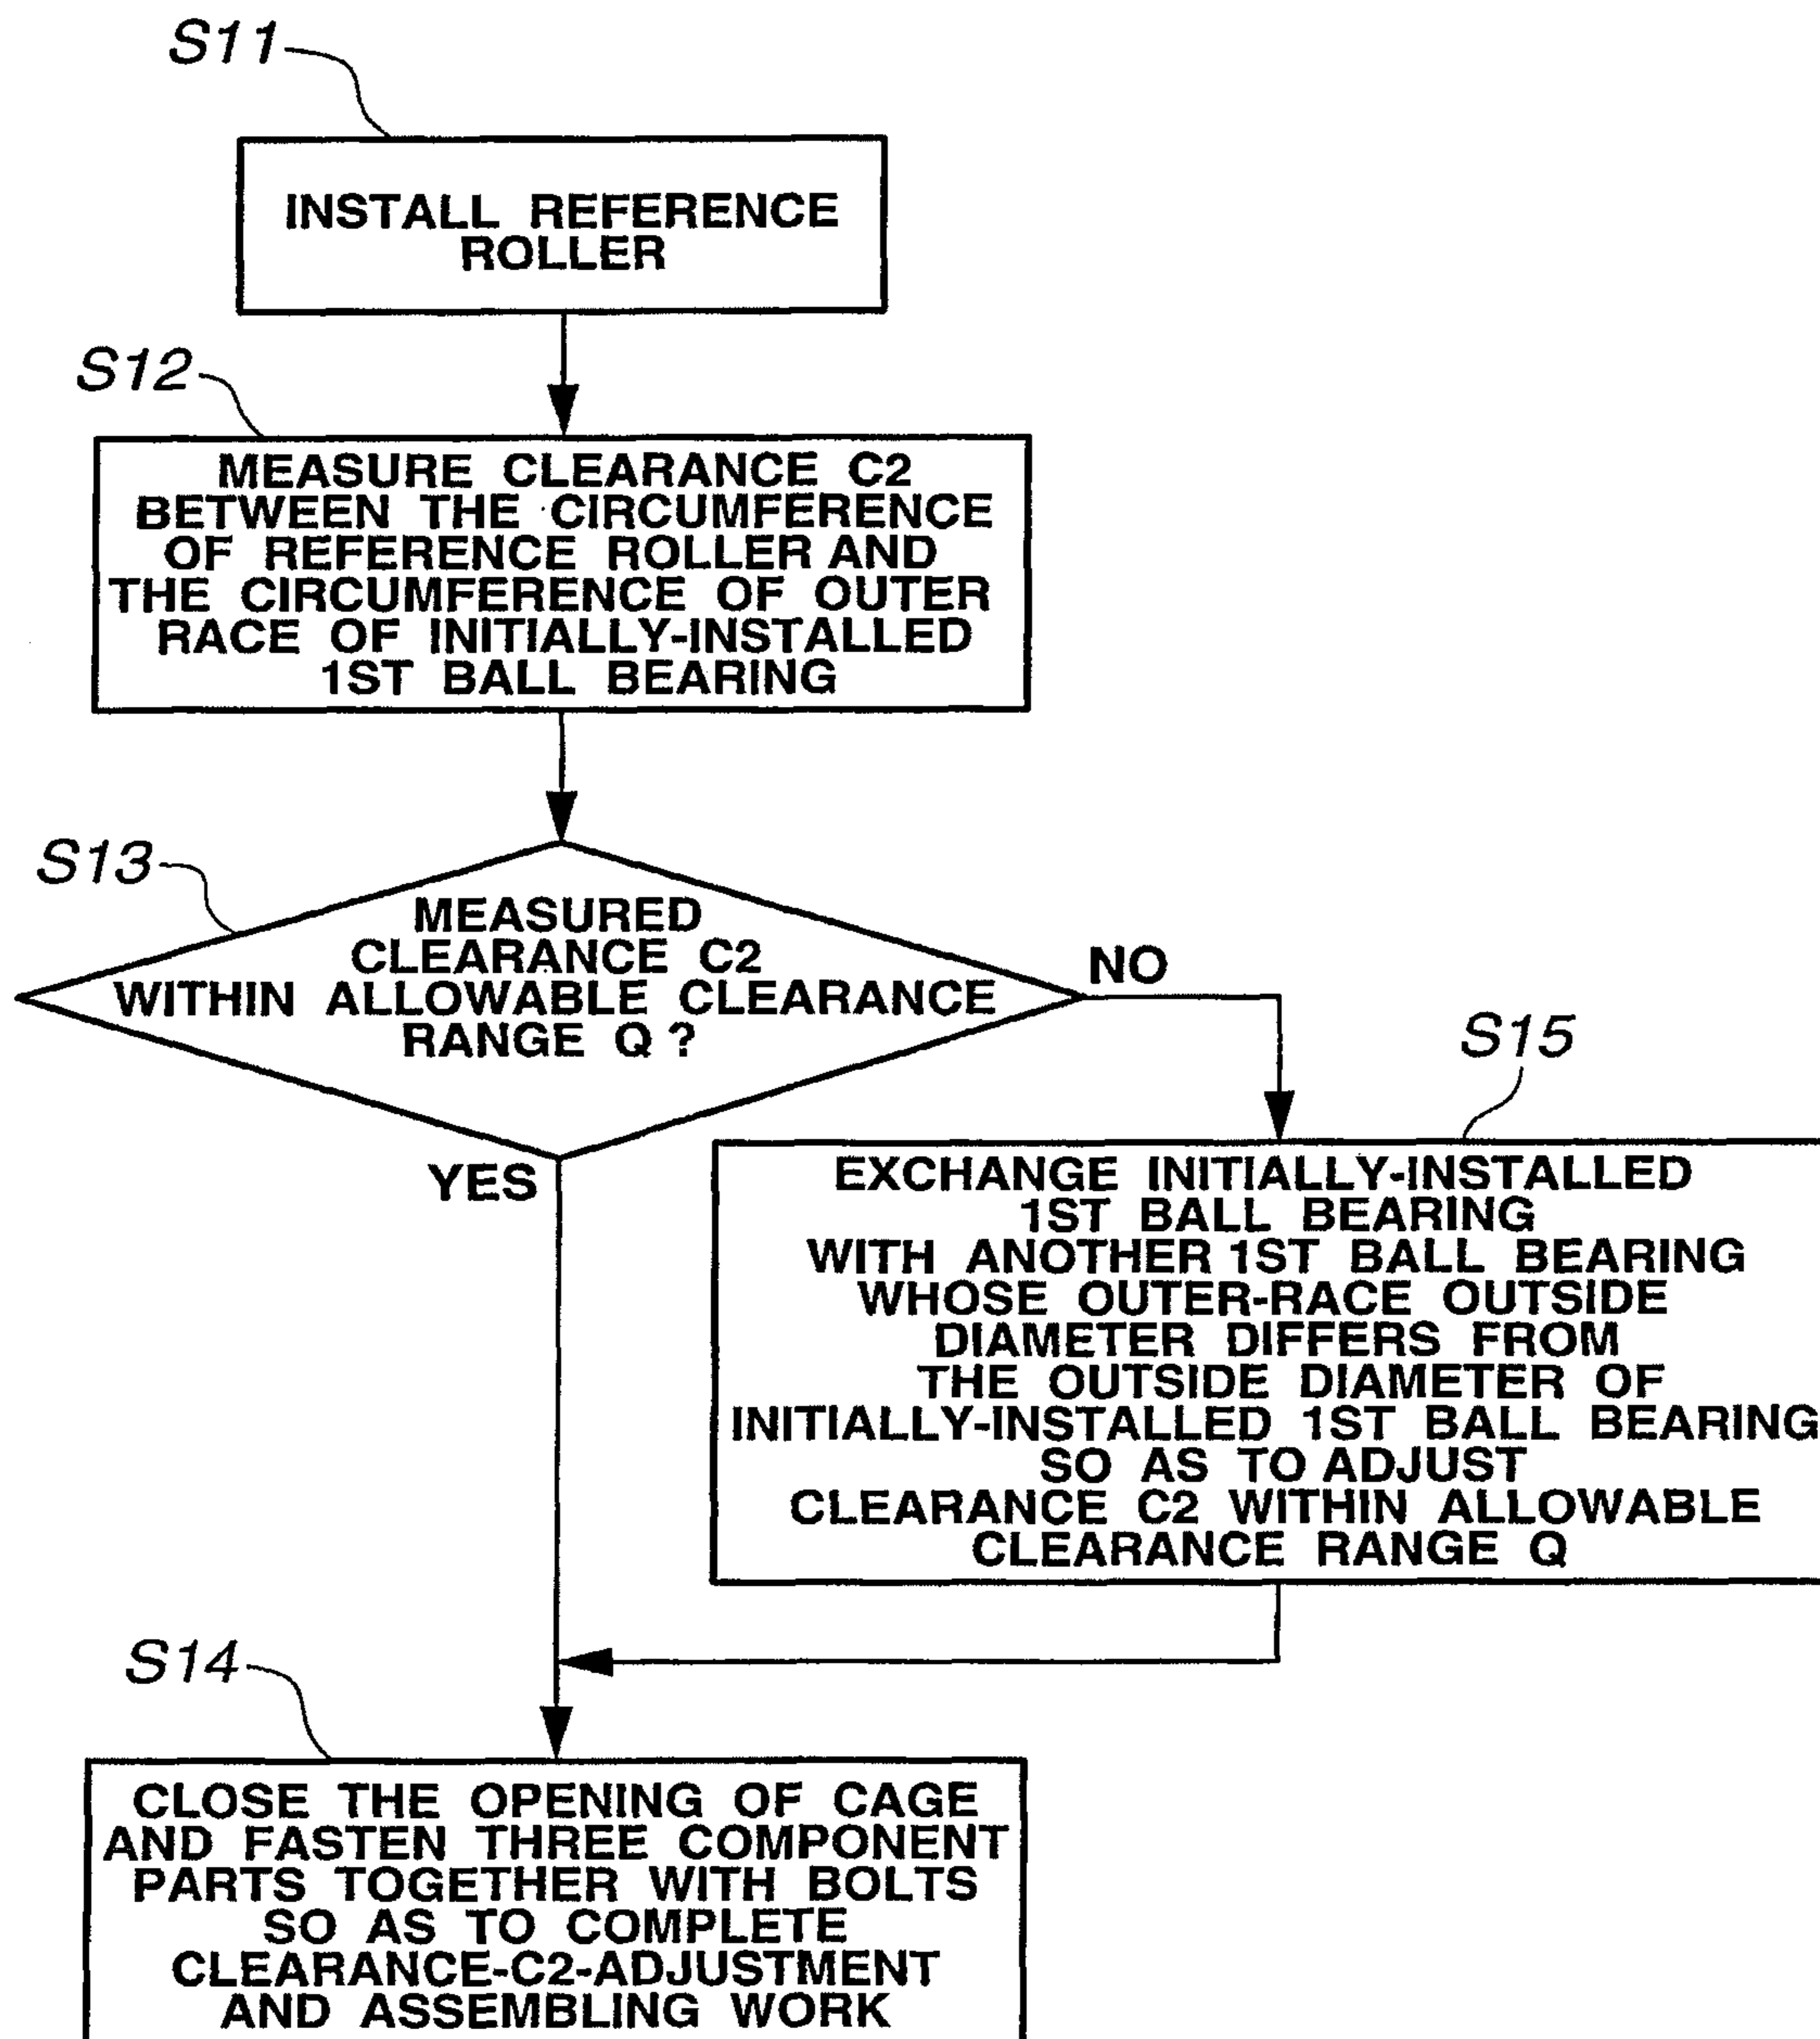 S11
INSTALL REFERENCE
ROLLER
S12
MEASURE CLEARANCE C2
BETWEEN THE CIRCUMFERENCE
OF REFERENCE ROLLER AND
THE CIRCUMFERENCE OF OUTER
RACE OF INITIALLY-INSTALLED
1ST BALL BEARING
S13
MEASURED
CLEARANCE C2
WITHIN ALLOWABLE CLEARANCE
RANGE Q ?
NO
YES
S15
EXCHANGE INITIALLY-INSTALLED
1ST BALL BEARING
WITH ANOTHER 1ST BALL BEARING
WHOSE OUTER-RACE OUTSIDE
DIAMETER DIFFERS FROM
THE OUTSIDE DIAMETER OF
INITIALLY-INSTALLED 1ST BALL BEARING
SO AS TO ADJUST
CLEARANCE C2 WITHIN ALLOWABLE
CLEARANCE RANGE Q
S14
CLOSE THE OPENING OF CAGE
AND FASTEN THREE COMPONENT
PARTS TOGETHER WITH BOLTS
SO AS TO COMPLETE
CLEARANCE-C2-ADJUSTMENT
AND ASSEMBLING WORK